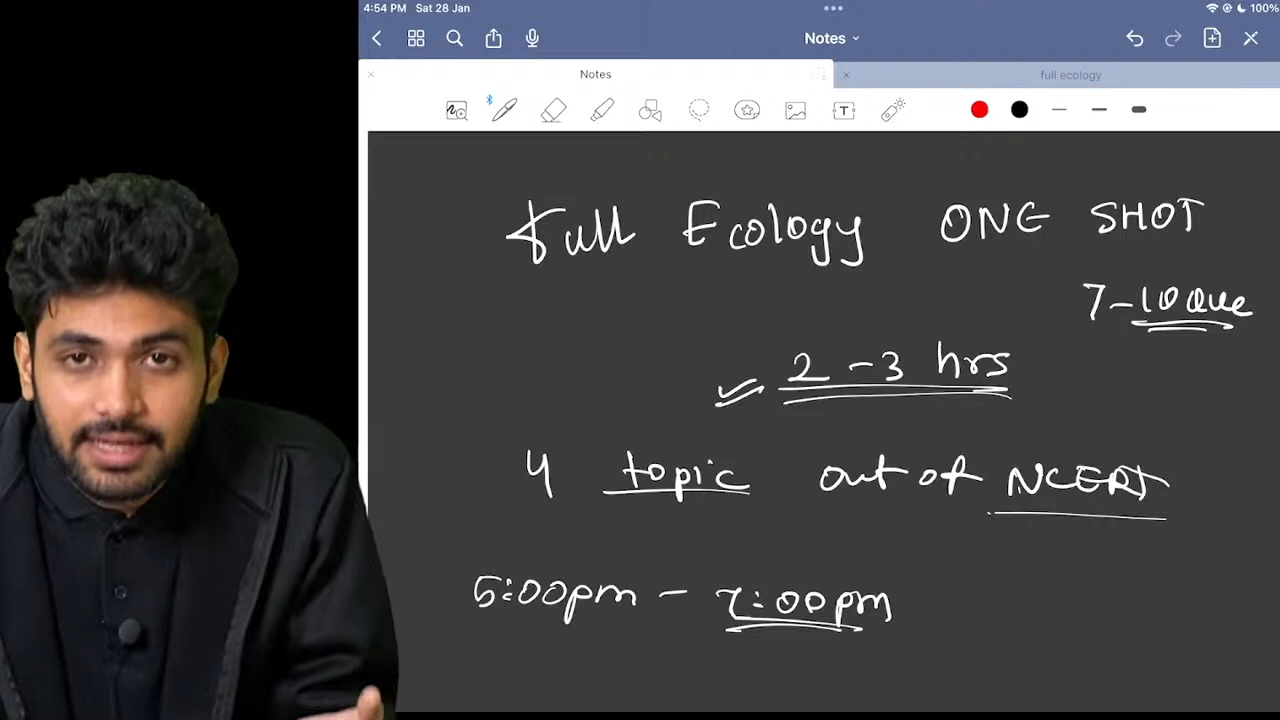 4:54 PM Sat 28 Jan
100%
Notes
Notes
full ecology
T
Full Ecology ONE SHOT
7-10 Que
2-3 hrs
4 topic out of NCERT
5:00pm - 7:00pm